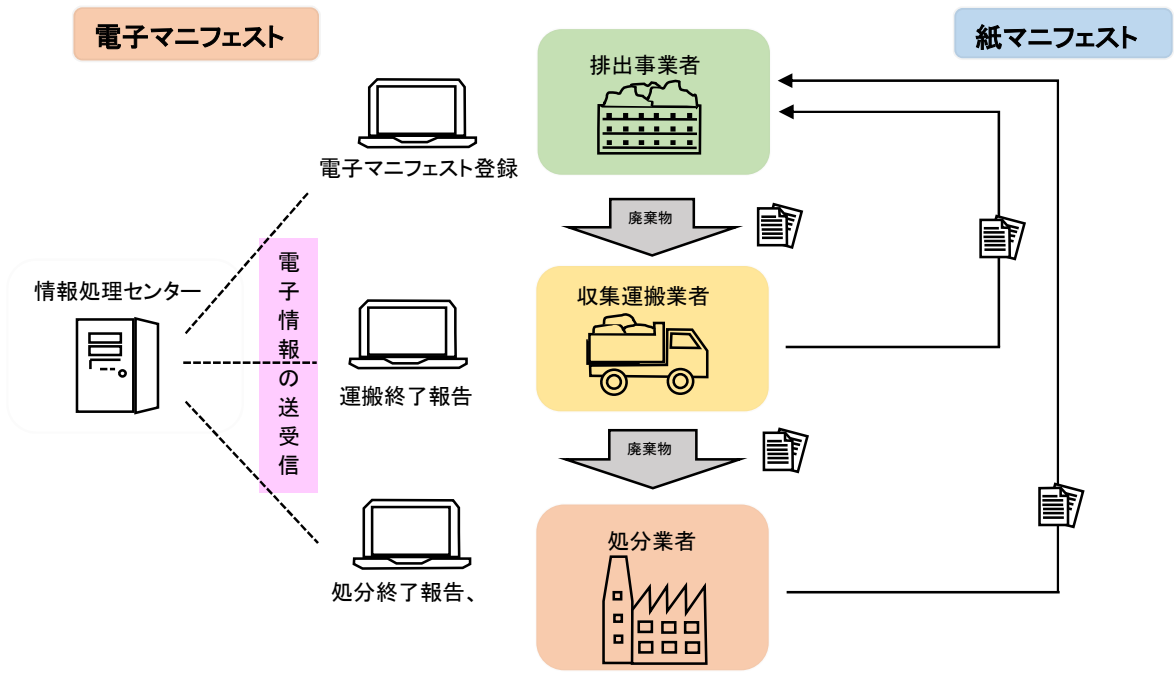 電子マニフェスト
紙マニフェスト
排出事業者
電子マニフェスト登録
廃棄物
情報処理センター
電子情報の送受信
収集運搬業者
運搬終了報告
廃棄物
処分業者
処分終了報告、